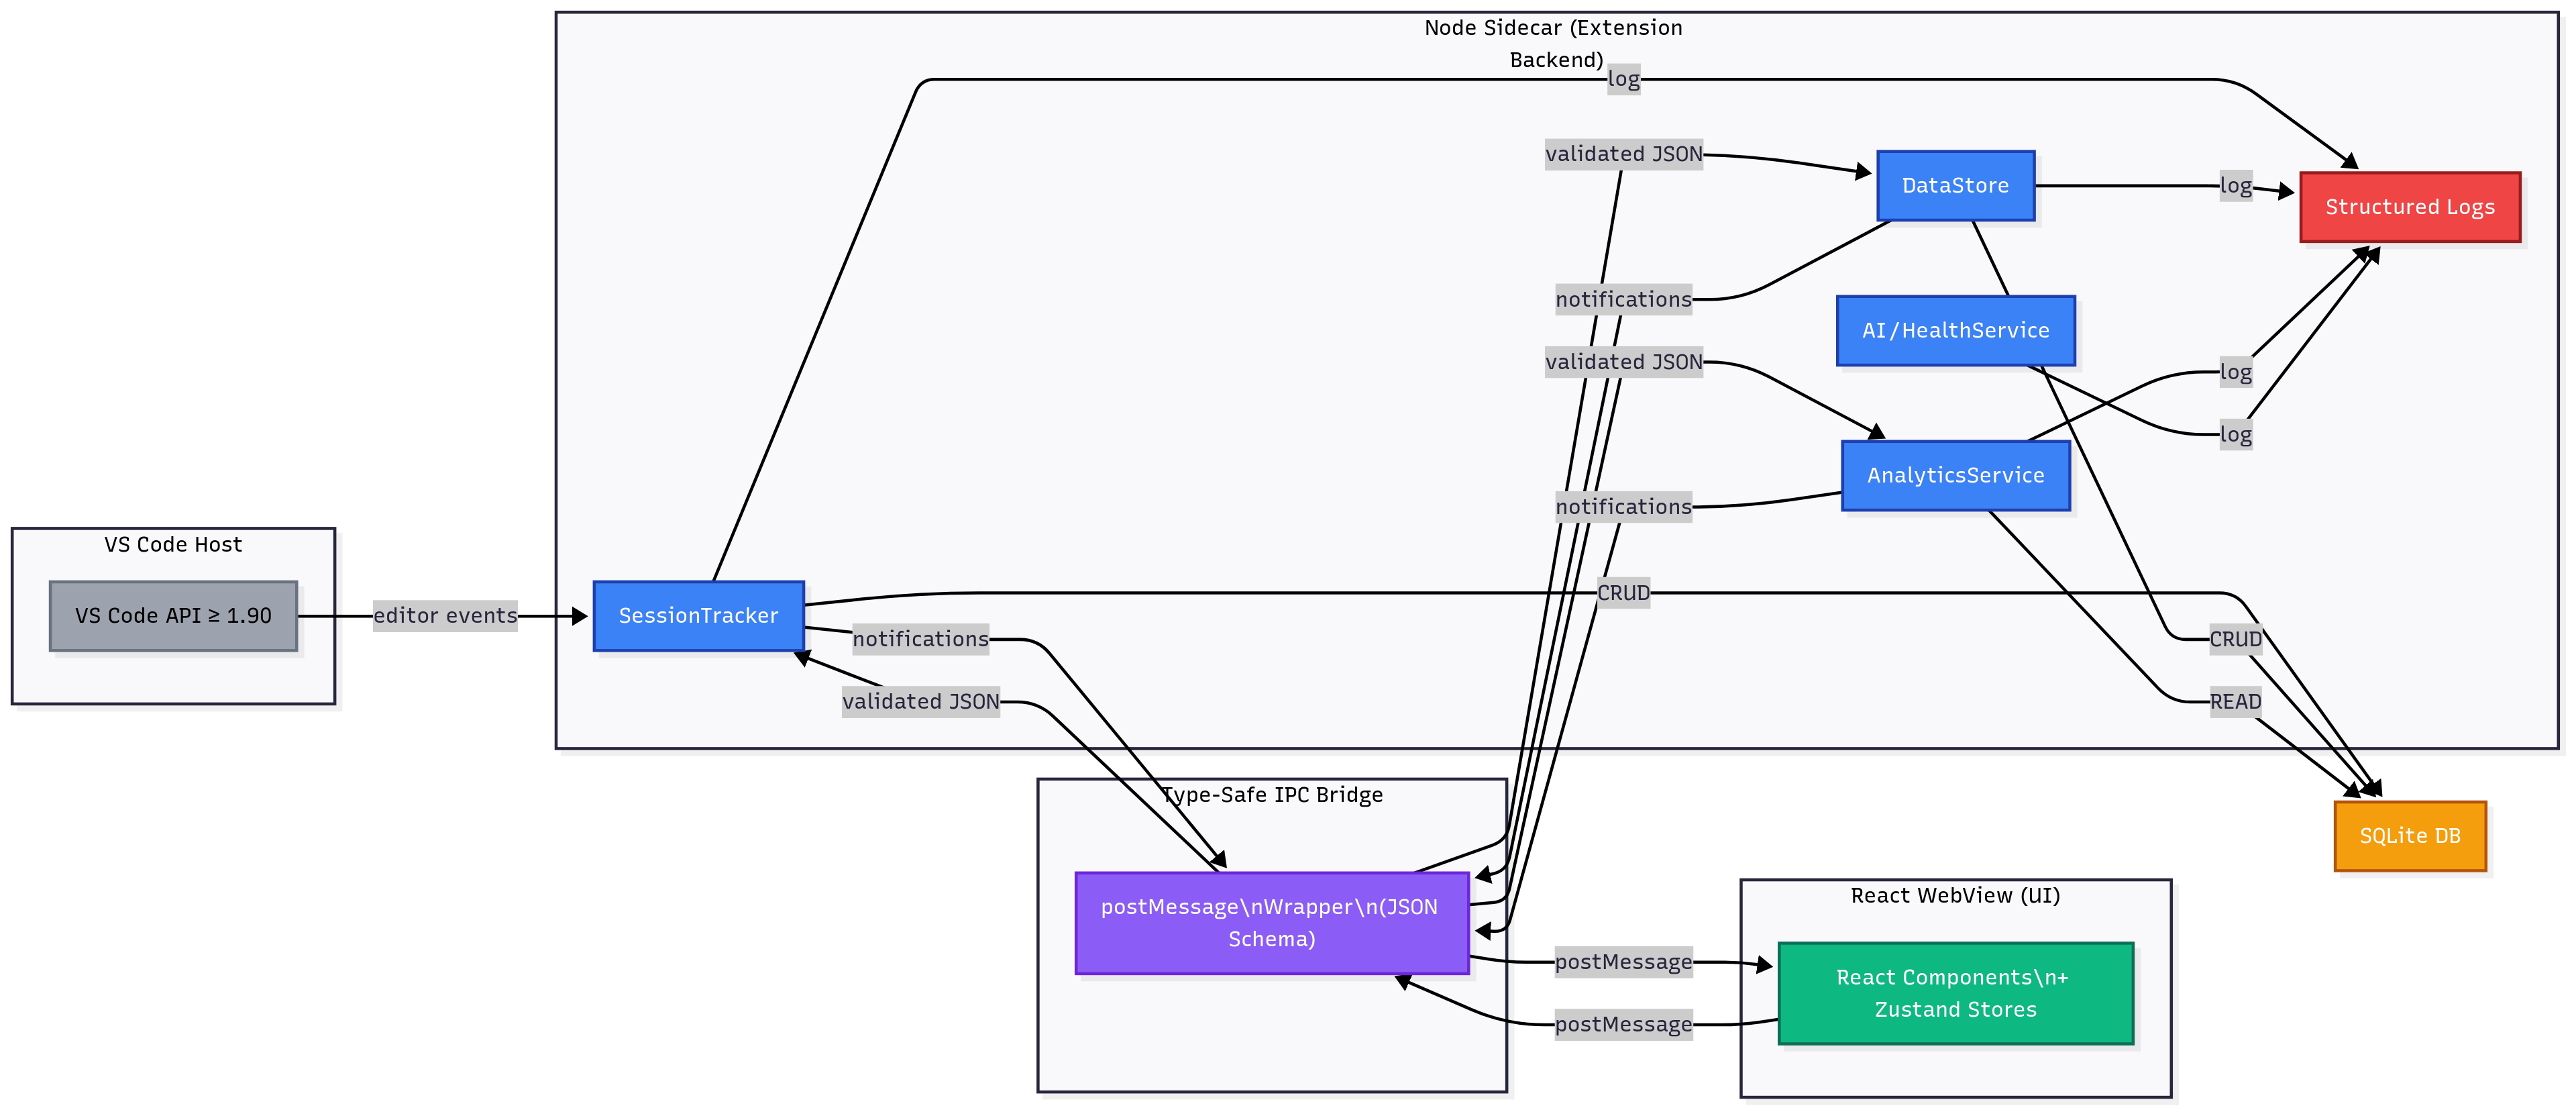 Node Sidecar (Extension
Backend)
log
validated JSON
DataStore
log
Structured Logs
notifications
AI/HealthService
validated JSON
log
log
AnalyticsService
notifications
VS Code Host
VS Code API ≥ 1.90
editor events
SessionTracker
CRUD
notifications
CRUD
validated JSON
READ
Type-Safe IPC Bridge
SQLite DB
postMessage\nWrapper\n(JSON
Schema)
React WebView (UI)
postMessage
React Components\n+
Zustand Stores
postMessage